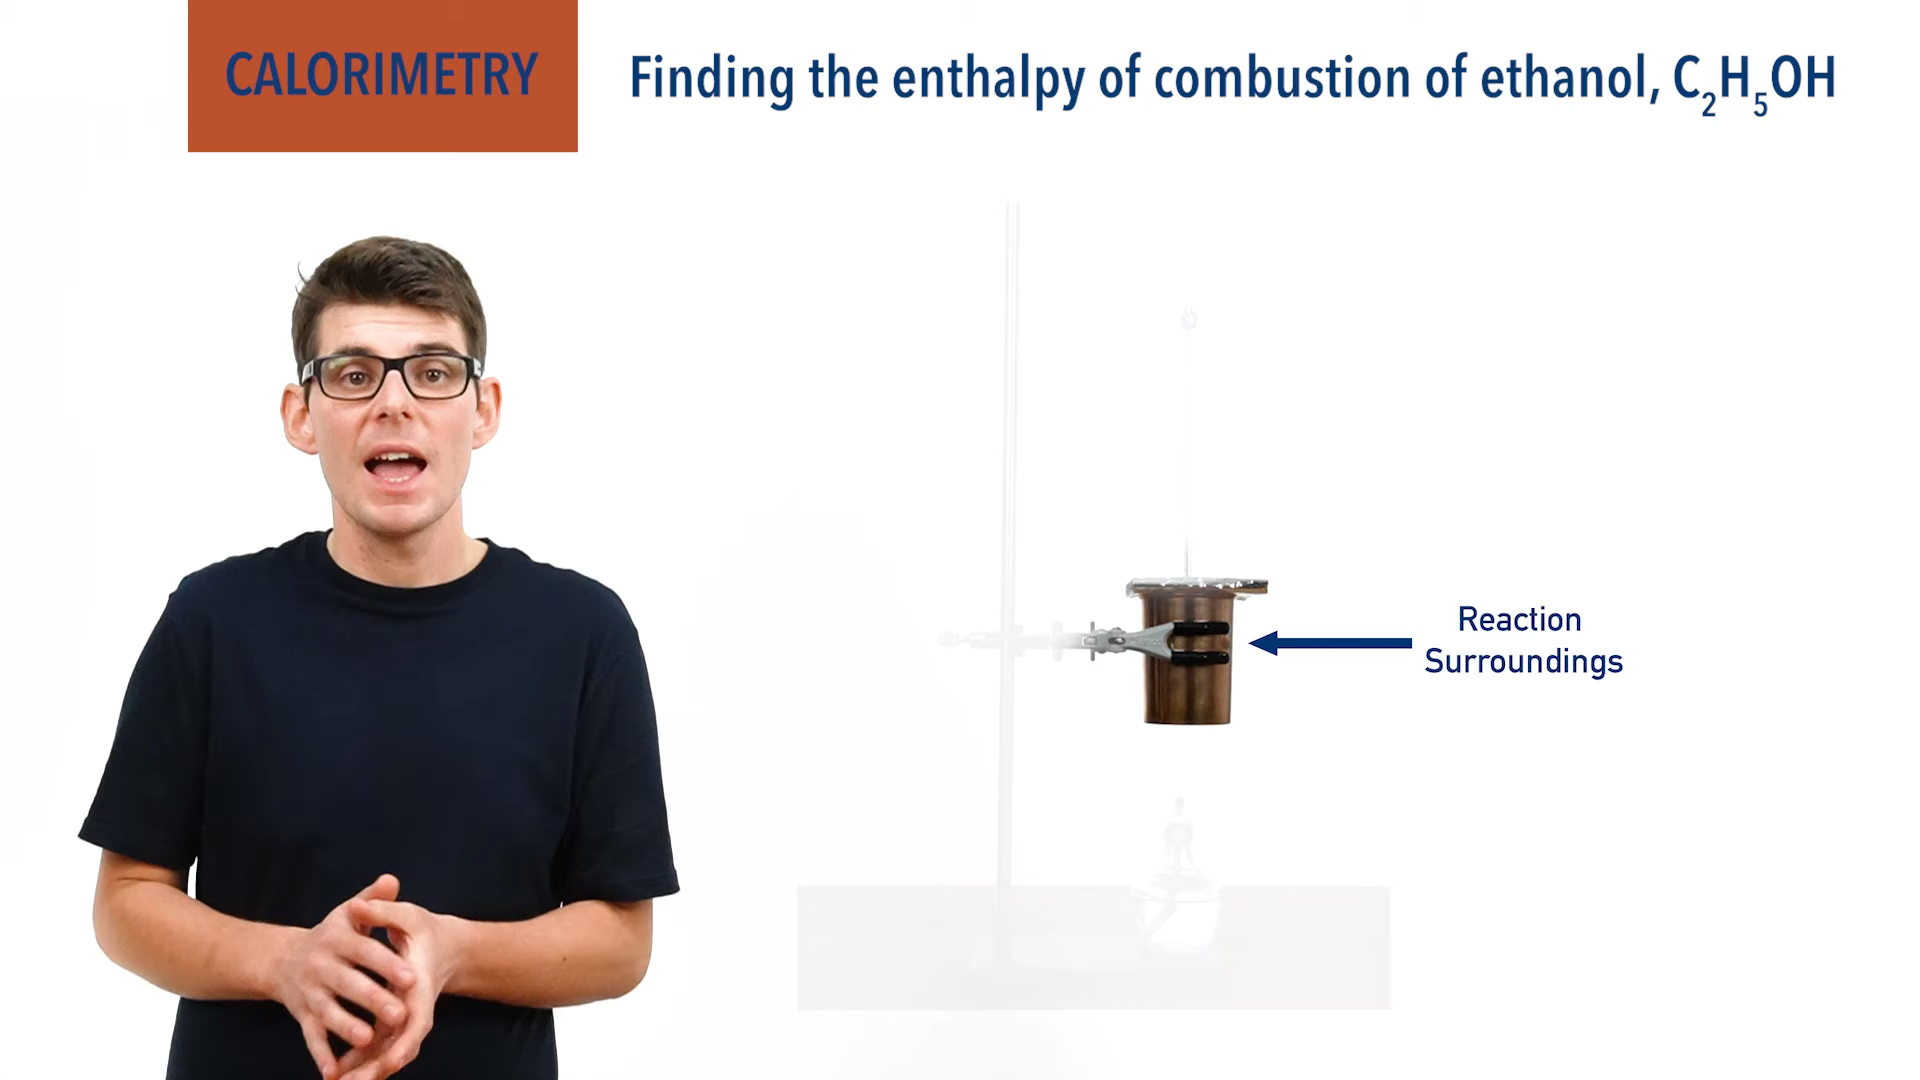 CALORIMETRY
Finding the enthalpy of combustion of ethanol, C₂H₅OH
Reaction
Surroundings